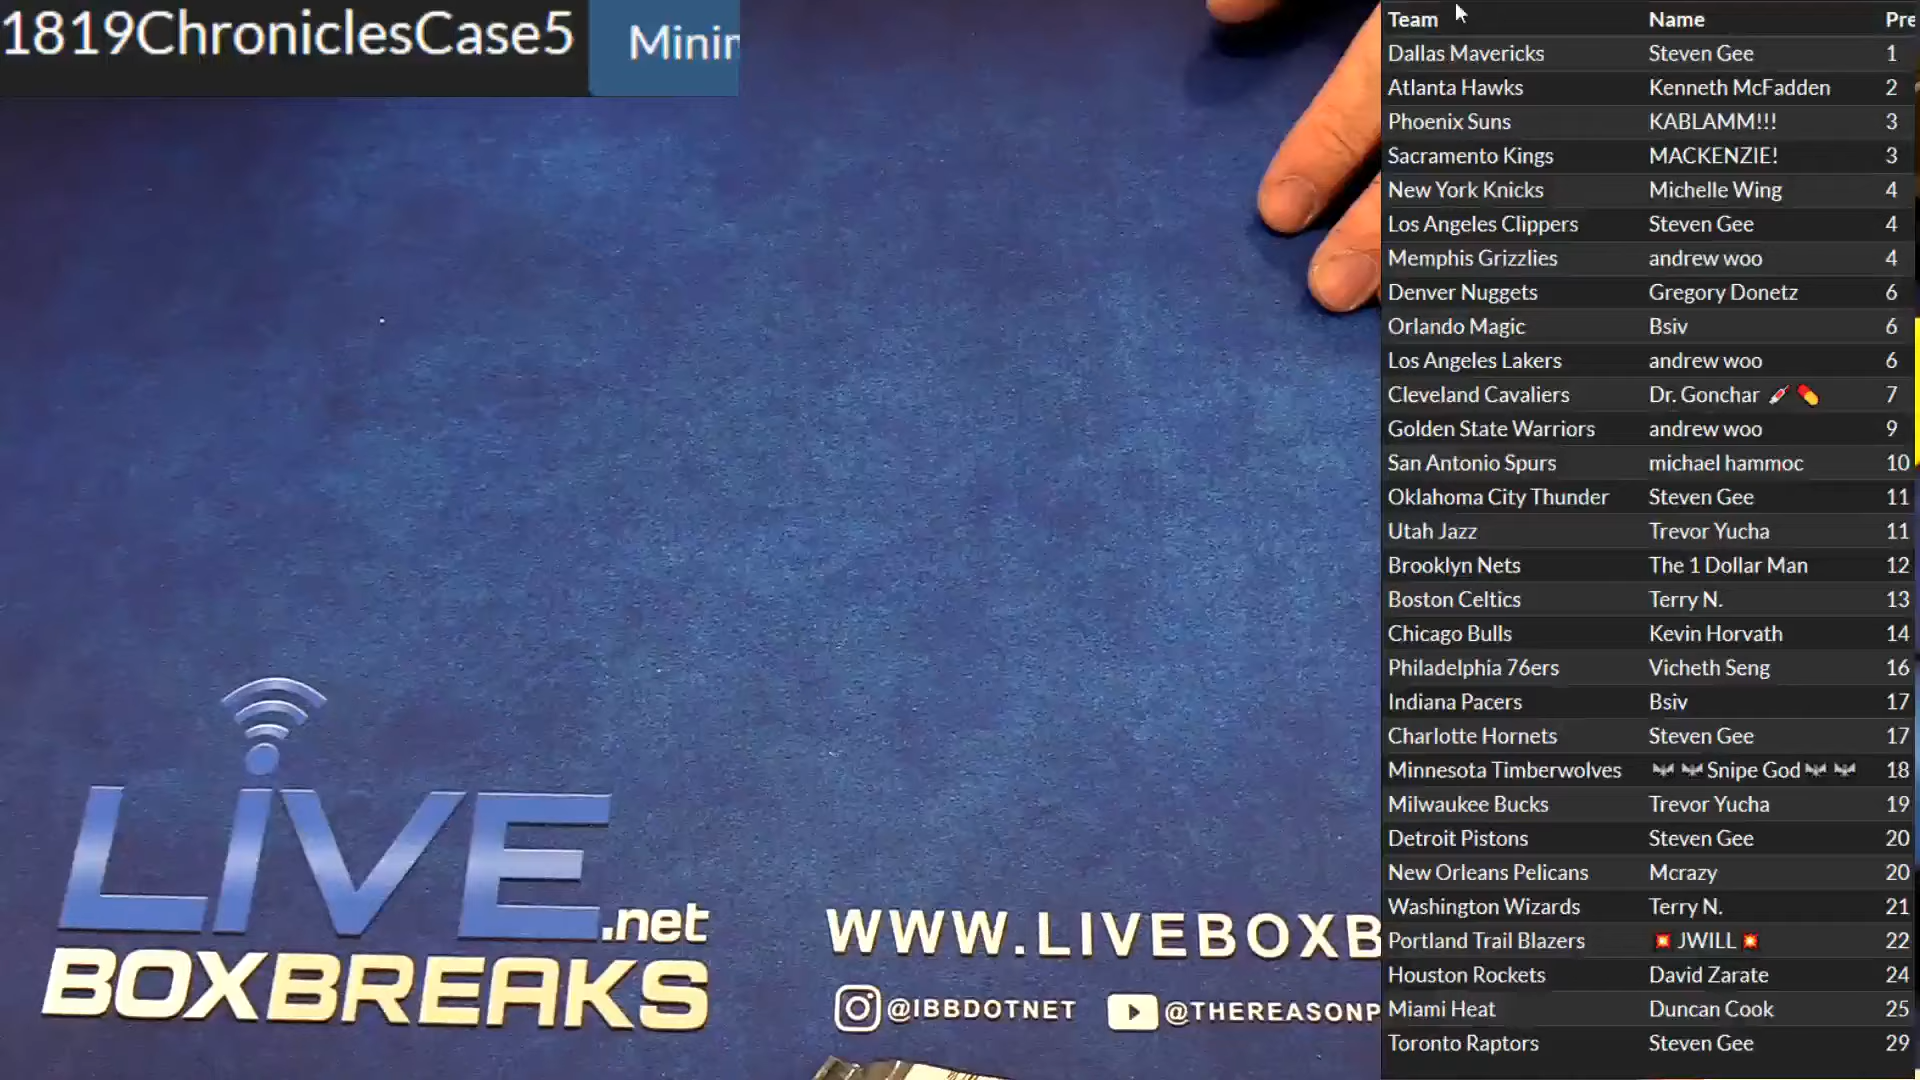 1819ChroniclesCase5
Team Name
Dallas Mavericks Steven Gee 1
Atlanta Hawks Kenneth McFadden 2
Phoenix Suns KABLAMM!!! 3
Sacramento Kings MACKENZIE! 3
New York Knicks Michelle Wing 4
Los Angeles Clippers Steven Gee 4
Memphis Grizzlies andrew woo 4
Denver Nuggets Gregory Donetz 6
Orlando Magic Bsiv 6
Los Angeles Lakers andrew woo 6
Cleveland Cavaliers Dr. Gonchar 💉 💊 7
Golden State Warriors andrew woo 9
San Antonio Spurs michael hammoc 10
Oklahoma City Thunder Steven Gee 11
Utah Jazz Trevor Yucha 11
Brooklyn Nets The 1 Dollar Man 12
Boston Celtics Terry N. 13
Chicago Bulls Kevin Horvath 14
Philadelphia 76ers Vicheth Seng 16
Indiana Pacers Bsiv 17
Charlotte Hornets Steven Gee 17
Minnesota Timberwolves 🦇 🦇 Snipe God 🦇 🦇 18
Milwaukee Bucks Trevor Yucha 19
Detroit Pistons Steven Gee 20
New Orleans Pelicans Mcrazy 20
Washington Wizards Terry N. 21
Portland Trail Blazers 💥 JWILL 💥 22
Houston Rockets David Zarate 24
Miami Heat Duncan Cook 25
Toronto Raptors Steven Gee 29
LIVE.net
BOXBREAKS
WWW.LIVEBOXB
@IBBDOTNET @THEREASONP